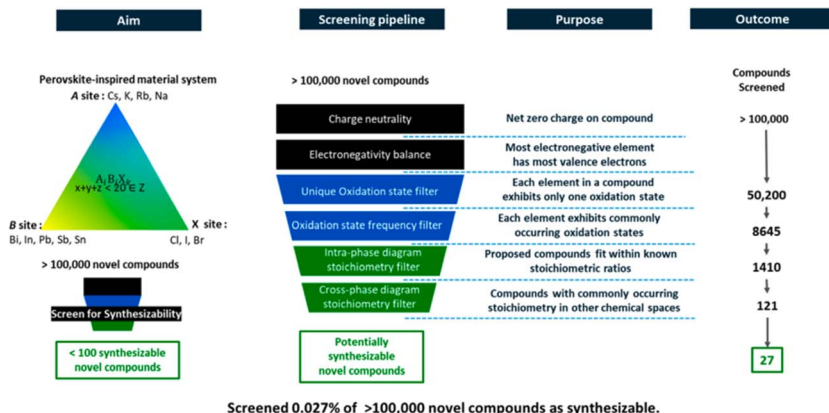 Aim
Screening pipeline
Purpose
Outcome
Perovskite-inspired material system
A site : Cs, K, Rb, Na
x+y+z < 20 ∈ Z
B site :
X site :
Bi, In, Pb, Sb, Sn
Cl, I, Br
> 100,000 novel compounds
Screen for Synthesizability
< 100 synthesizable
novel compounds
> 100,000 novel compounds
Charge neutrality
Electronegativity balance
Unique Oxidation state filter
Oxidation state frequency filter
Intra-phase diagram
stoichiometry filter
Cross-phase diagram
stoichiometry filter
Potentially
synthesizable
novel compounds
Net zero charge on compound
Most electronegative element
has most valence electrons
Each element in a compound
exhibits only one oxidation state
Each element exhibits commonly
occurring oxidation states
Proposed compounds fit within known
stoichiometric ratios
Compounds with commonly occurring
stoichiometry in other chemical spaces
Compounds
Screened
> 100,000
50,200
8645
1410
121
27
Screened 0.027% of >100,000 novel compounds as synthesizable.